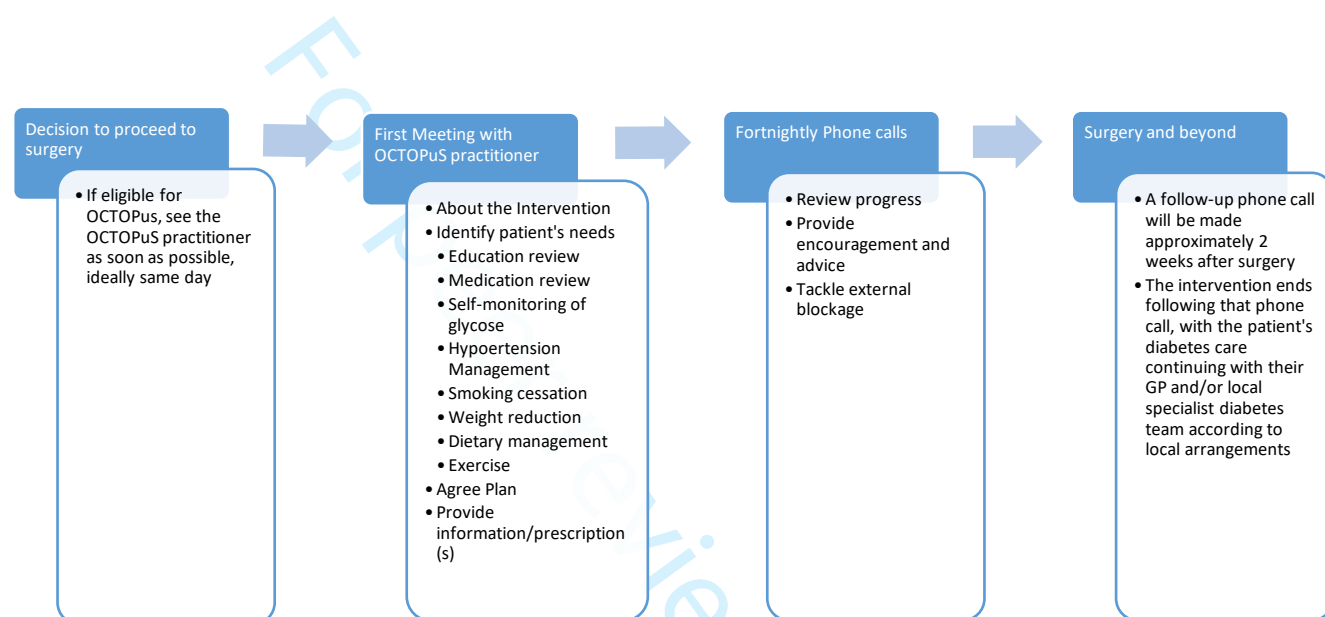 Decision to proceed to
surgery
• If eligible for
OCTOPus, see the
OCTOPuS practitioner
as soon as possible,
ideally same day
First Meeting with
OCTOPuS practitioner
• About the Intervention
• Identify patient's needs
• Education review
• Medication review
• Self-monitoring of
glycose
• Hypoertension
Management
• Smoking cessation
• Weight reduction
• Dietary management
• Exercise
• Agree Plan
• Provide
information/prescription
(s)
Fortnightly Phone calls
• Review progress
• Provide
encouragement and
advice
• Tackle external
blockage
Surgery and beyond
• A follow-up phone call
will be made
approximately 2
weeks after surgery
• The intervention ends
following that phone
call, with the patient's
diabetes care
continuing with their
GP and/or local
specialist diabetes
team according to
local arrangements